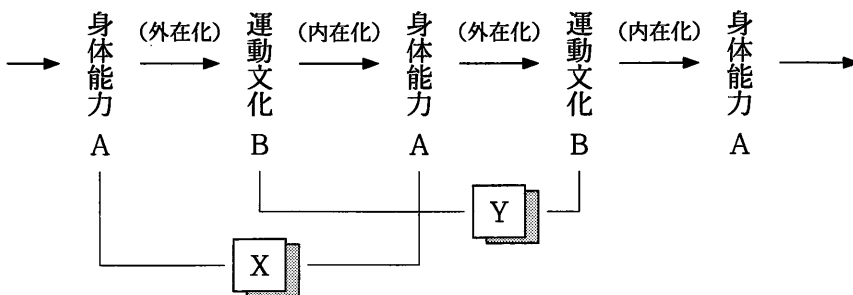 身体能力 (外在化) 運動文化 (内在化) 身体能力 (外在化) 運動文化 (内在化) 身体能力
A B A B A
Y
X